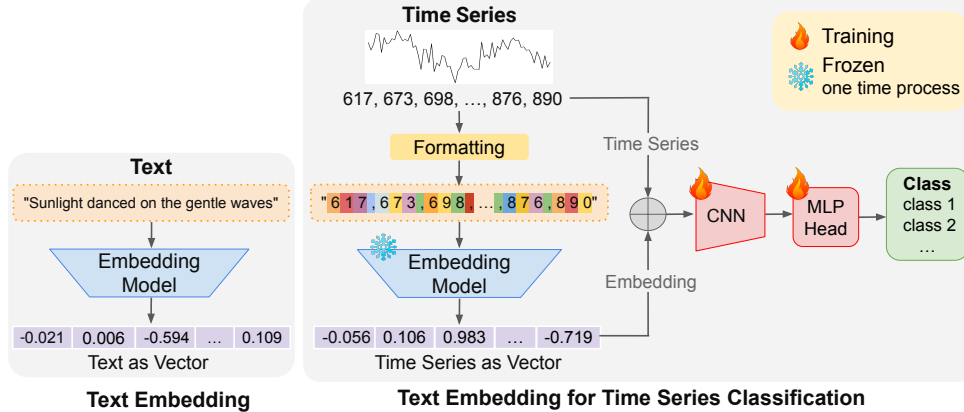 Time Series
Training
Frozen
one time process
617, 673, 698, ..., 876, 890
Formatting
Time Series
Text
"Sunlight danced on the gentle waves"
"617,673,698,...,876,890"
Embedding
Model
Embedding
Model
CNN
MLP
Head
Class
class 1
class 2
...
Embedding
-0.021 0.006 -0.594 ... 0.109
Text as Vector
-0.056 0.106 0.983 ... -0.719
Time Series as Vector
Text Embedding
Text Embedding for Time Series Classification